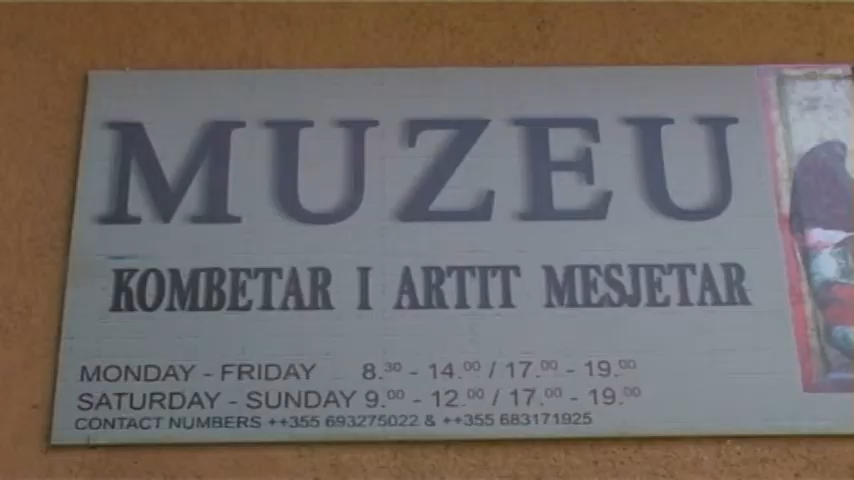 MUZEU
KOMBETAR I ARTIT MESJETAR
MONDAY - FRIDAY 8.30 - 14.00 / 17.00 - 19.00
SATURDAY - SUNDAY 9.00 - 12.00 / 17.00 - 19.00
CONTACT NUMBERS ++355 693275022 & ++355 683171925